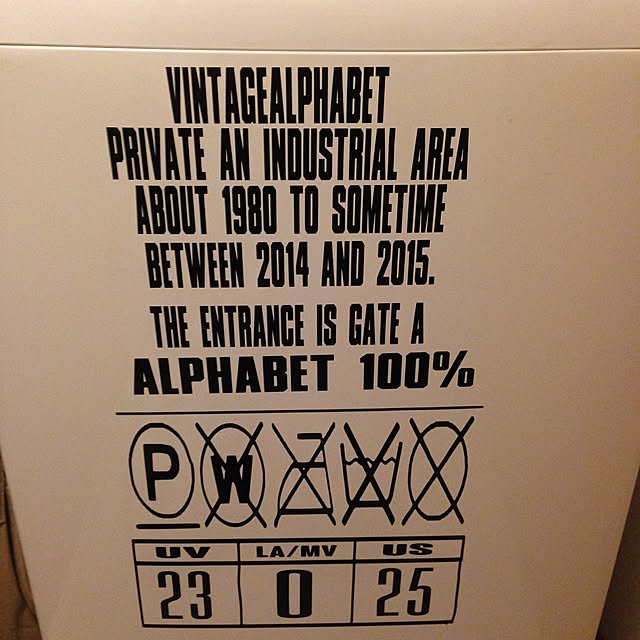 VINTAGEALPHABET
PRIVATE AN INDUSTRIAL AREA
ABOUT 1980 TO SOMETIME
BETWEEN 2014 AND 2015.
THE ENTRANCE IS GATE A
ALPHABET 100%
P W
UV LA/MV US
23 0 25